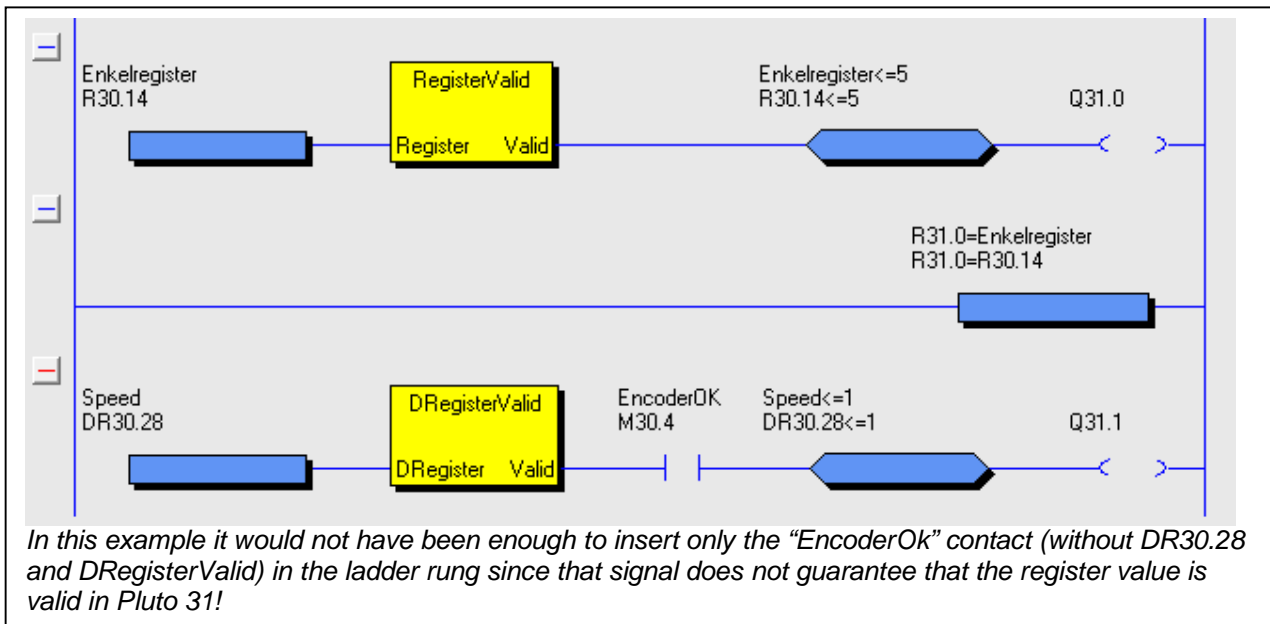 Enkelregister
R30.14
RegisterValid
Register Valid
Enkelregister<=5
R30.14<=5
Q31.0
R31.0=Enkelregister
R31.0=R30.14
Speed
DR30.28
DRegisterValid
DRegister Valid
EncoderOK
M30.4
Speed<=1
DR30.28<=1
Q31.1
In this example it would not have been enough to insert only the “EncoderOk” contact (without DR30.28
and DRegisterValid) in the ladder rung since that signal does not guarantee that the register value is
valid in Pluto 31!